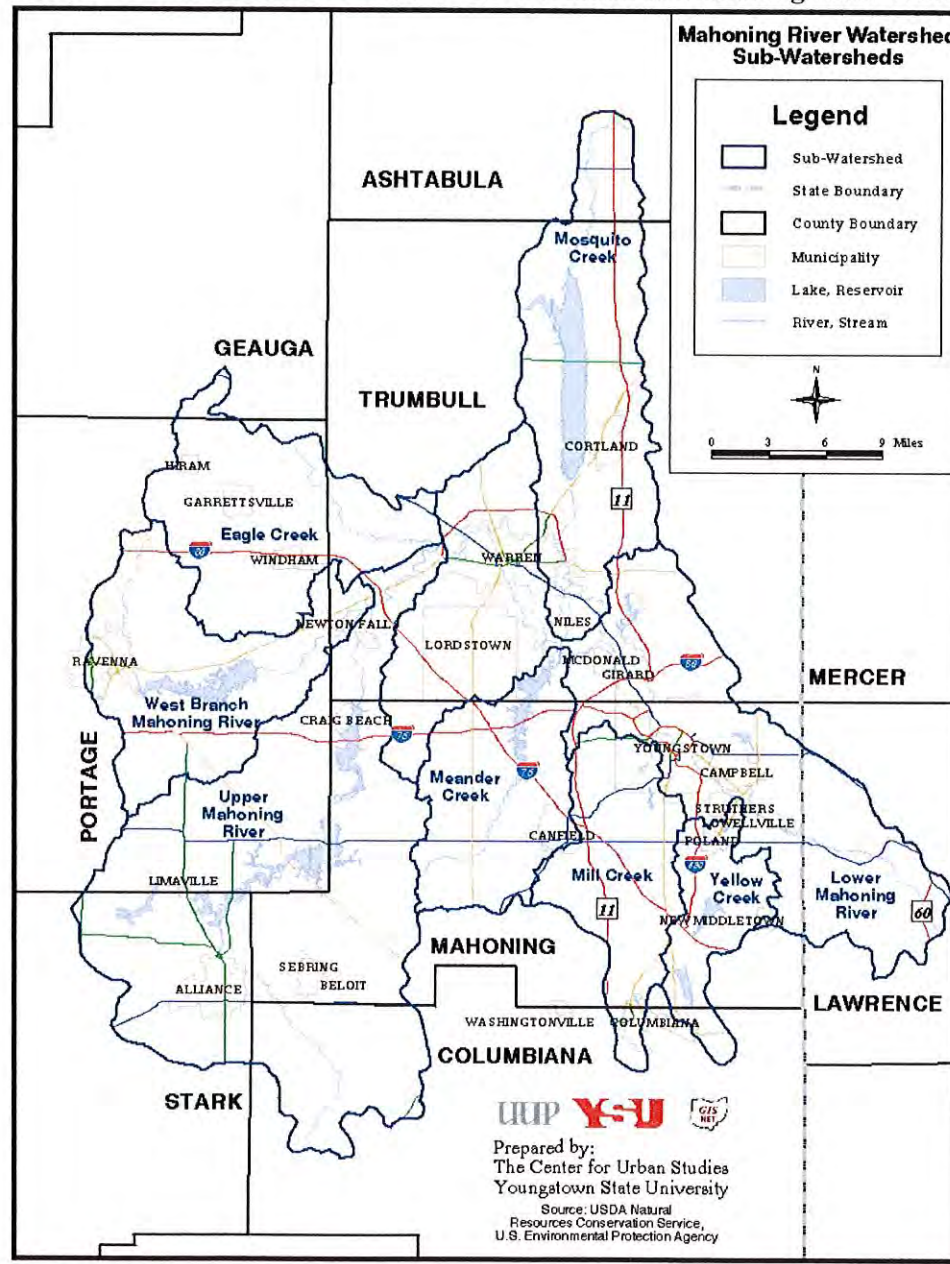 Mahoning River Watershed
Sub-Watersheds
Legend
Sub-Watershed
State Boundary
County Boundary
Municipality
Lake, Reservoir
River, Stream
N
0 3 6 9 Miles
ASHTABULA
Mosquito
Creek
GEAUGA
TRUMBULL
CORTLAND
HIRAM
GARRETTSVILLE
11
Eagle Creek
WINDHAM
WARREN
NEWTON FALL
NILES
LORDSTOWN
MCDONALD
GIRARD
RAVENNA
MERCER
West Branch
Mahoning River
CRAIG BEACH
76
YOUNGSTOWN
PORTAGE
Meander
Creek
76
CAMPBELL
Upper
Mahoning
River
STRUTHERS
LOWELLVILLE
CANFIELD
POLAND
LIMAVILLE
Mill Creek
680
Yellow
Creek
Lower
Mahoning
River
11
60
NEW MIDDLETOWN
MAHONING
SEBRING
BELOIT
ALLIANCE
LAWRENCE
WASHINGTONVILLE
COLUMBIANA
COLUMBIANA
STARK
UUP YSU GIS NET
Prepared by:
The Center for Urban Studies
Youngstown State University
Source: USDA Natural
Resources Conservation Service,
U.S. Environmental Protection Agency